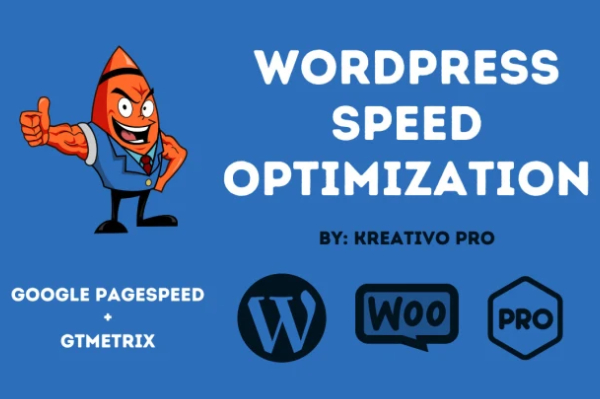 WORDPRESS
SPEED
OPTIMIZATION
BY: KREATIVO PRO
GOOGLE PAGESPEED
+
GTMETRIX
W
WOO
PRO